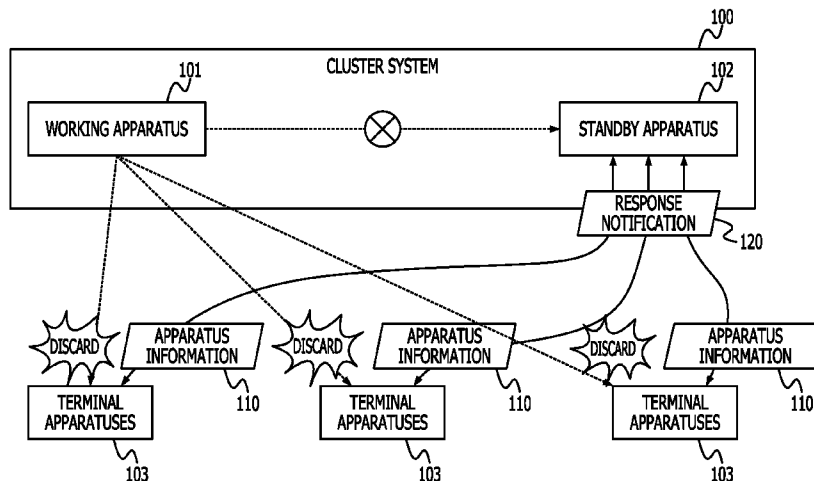 100
CLUSTER SYSTEM
101
102
WORKING APPARATUS
STANDBY APPARATUS
RESPONSE
NOTIFICATION
120
DISCARD
APPARATUS
INFORMATION
DISCARD
APPARATUS
INFORMATION
DISCARD
APPARATUS
INFORMATION
110
110
110
TERMINAL
APPARATUSES
TERMINAL
APPARATUSES
TERMINAL
APPARATUSES
103
103
103